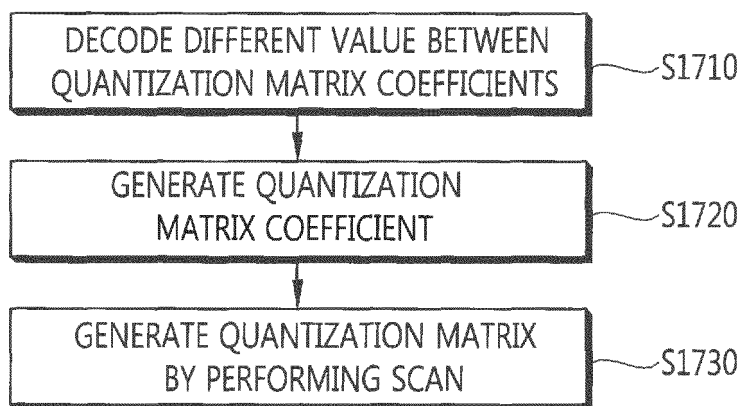 DECODE DIFFERENT VALUE BETWEEN
QUANTIZATION MATRIX COEFFICIENTS
S1710
GENERATE QUANTIZATION
MATRIX COEFFICIENT
S1720
GENERATE QUANTIZATION MATRIX
BY PERFORMING SCAN
S1730